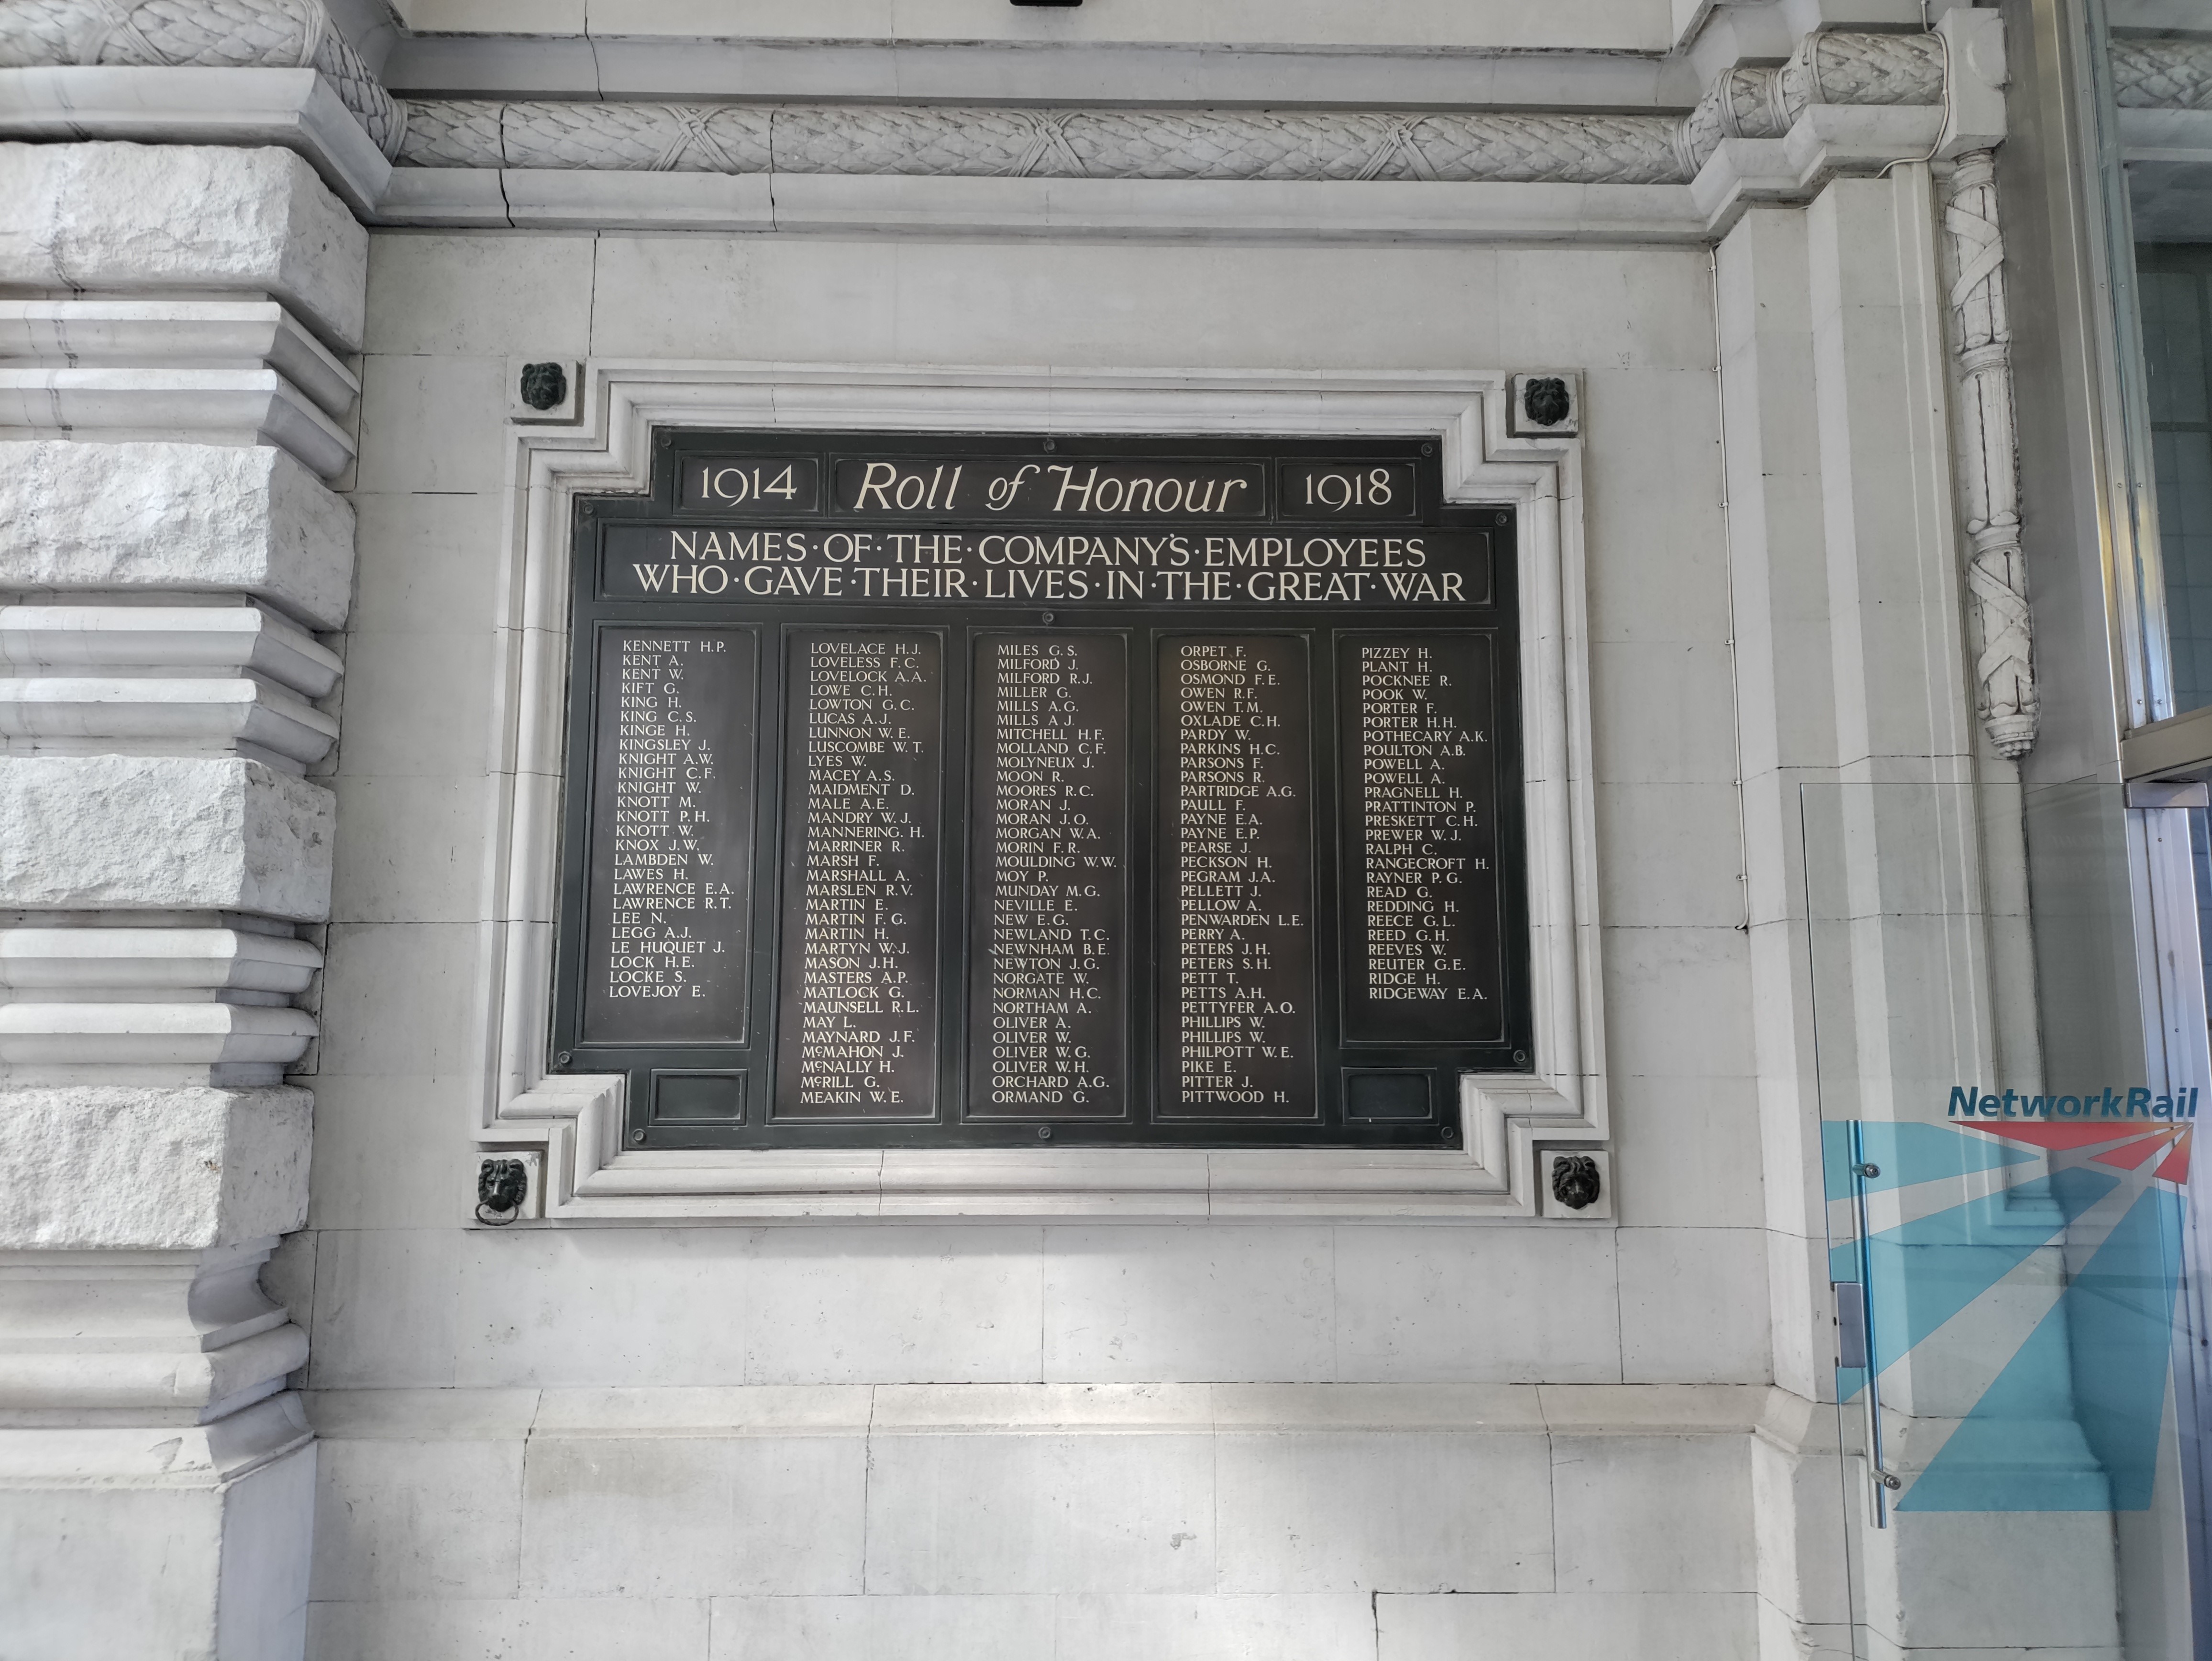 1914 Roll of Honour 1918
NAMES·OF·THE·COMPANY'S·EMPLOYEES
WHO·GAVE·THEIR·LIVES·IN·THE·GREAT·WAR
KENNETT H.P.
KENT A.
KENT W.
KIFT G.
KING H.
KING C.S.
KINGE H.
KINGSLEY J.
KNIGHT A.W.
KNIGHT C.F.
KNIGHT W.
KNOTT M.
KNOTT P.H.
KNOTT W.
KNOX J.W.
LAMBDEN W.
LAWES H.
LAWRENCE E.A.
LAWRENCE R.T.
LEE N.
LEGG A.J.
LE HUQUET J.
LOCK H.E.
LOCKE S.
LOVEJOY E.
LOVELACE H.J.
LOVELESS F.C.
LOVELOCK A.A.
LOWE C.H.
LOWTON G.C.
LUCAS A.J.
LUNNON W.E.
LUSCOMBE W.T.
LYES W.
MACEY A.S.
MAIDMENT D.
MALE A.E.
MANDRY W.J.
MANNERING. H.
MARRINER R.
MARSH F.
MARSHALL A.
MARSLEN R.V.
MARTIN E.
MARTIN F.G.
MARTIN H.
MARTYN W.J.
MASON J.H.
MASTERS A.P.
MATLOCK G.
MAUNSELL R.L.
MAY L.
MAYNARD J.F.
McMAHON J.
McNALLY H.
McRILL G.
MEAKIN W.E.
MILES G.S.
MILFORD J.
MILFORD R.J.
MILLER G.
MILLS A.G.
MILLS A J.
MITCHELL H.F.
MOLLAND C.F.
MOLYNEUX J.
MOON R.
MOORES R.C.
MORAN J.
MORAN J.O.
MORGAN W.A.
MORIN F.R.
MOULDING W.W.
MOY P.
MUNDAY M.G.
NEVILLE E.
NEW E.G.
NEWLAND T.C.
NEWNHAM B.E.
NEWTON J.G.
NORGATE W.
NORMAN H.C.
NORTHAM A.
OLIVER A.
OLIVER W.
OLIVER W.G.
OLIVER W.H.
ORCHARD A.G.
ORMAND G.
ORPET F.
OSBORNE G.
OSMOND F.E.
OWEN R.F.
OWEN T.M.
OXLADE C.H.
PARDY W.
PARKINS H.C.
PARSONS F.
PARSONS R.
PARTRIDGE A.G.
PAULL F.
PAYNE E.A.
PAYNE E.P.
PEARSE J.
PECKSON H.
PEGRAM J.A.
PELLETT J.
PELLOW A.
PENWARDEN L.E.
PERRY A.
PETERS J.H.
PETERS S.H.
PETT T.
PETTS A.H.
PETTYFER A.O.
PHILLIPS W.
PHILLIPS W.
PHILPOTT W.E.
PIKE E.
PITTER J.
PITTWOOD H.
PIZZEY H.
PLANT H.
POCKNEE R.
POOK W.
PORTER F.
PORTER H.H.
POTHECARY A.K.
POULTON A.B.
POWELL A.
POWELL A.
PRAGNELL H.
PRATTINTON P.
PRESKETT C.H.
PREWER W.J.
RALPH C.
RANGECROFT H.
RAYNER P.G.
READ G.
REDDING H.
REECE G.L.
REED G.H.
REEVES W.
REUTER G.E.
RIDGE H.
RIDGEWAY E.A.
NetworkRail